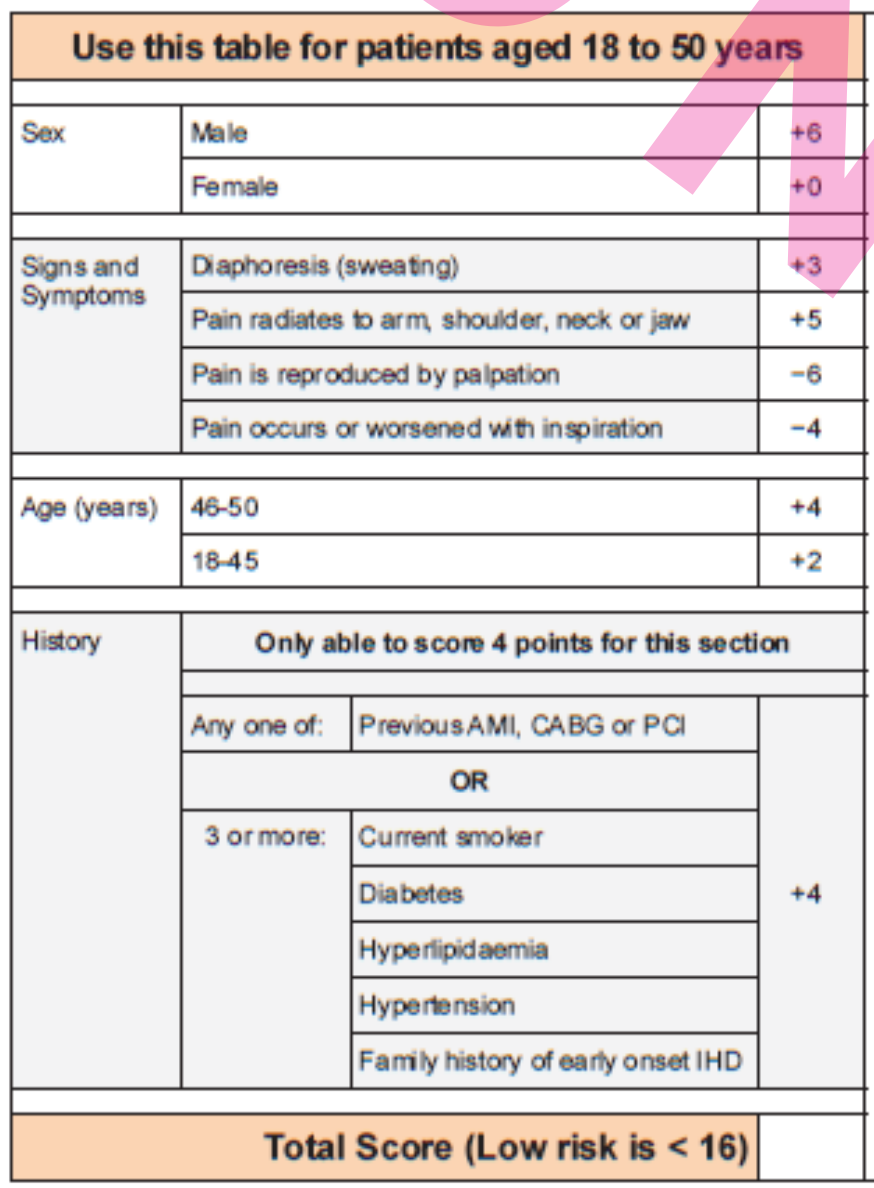 Use this table for patients aged 18 to 50 years
Sex Male +6
Female +0
Signs and Symptoms Diaphoresis (sweating) +3
Pain radiates to arm, shoulder, neck or jaw +5
Pain is reproduced by palpation −6
Pain occurs or worsened with inspiration −4
Age (years) 46-50 +4
18-45 +2
History Only able to score 4 points for this section
Any one of: Previous AMI, CABG or PCI
OR
3 or more: Current smoker
Diabetes +4
Hyperlipidaemia
Hypertension
Family history of early onset IHD
Total Score (Low risk is < 16)